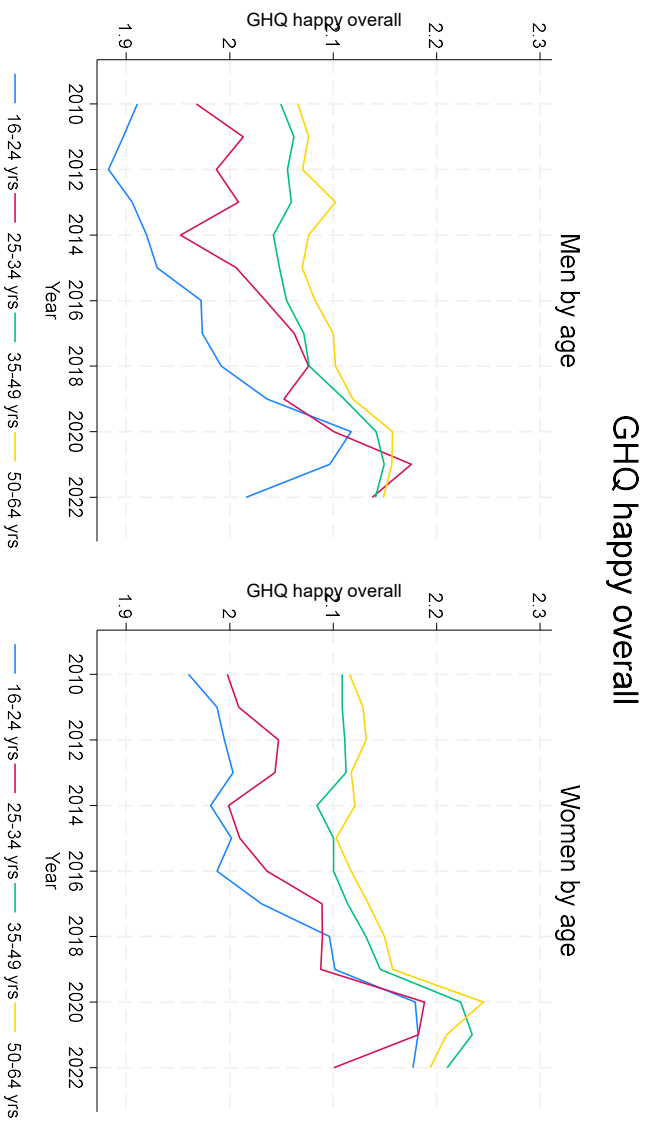 GHQ happy overall
Men by age
GHQ happy overall
2.3
2.2
2.1
2
1.9
2010 2012 2014 2016 2018 2020 2022
Year
16-24 yrs 25-34 yrs 35-49 yrs 50-64 yrs
Women by age
GHQ happy overall
2.3
2.2
2.1
2
1.9
2010 2012 2014 2016 2018 2020 2022
Year
16-24 yrs 25-34 yrs 35-49 yrs 50-64 yrs